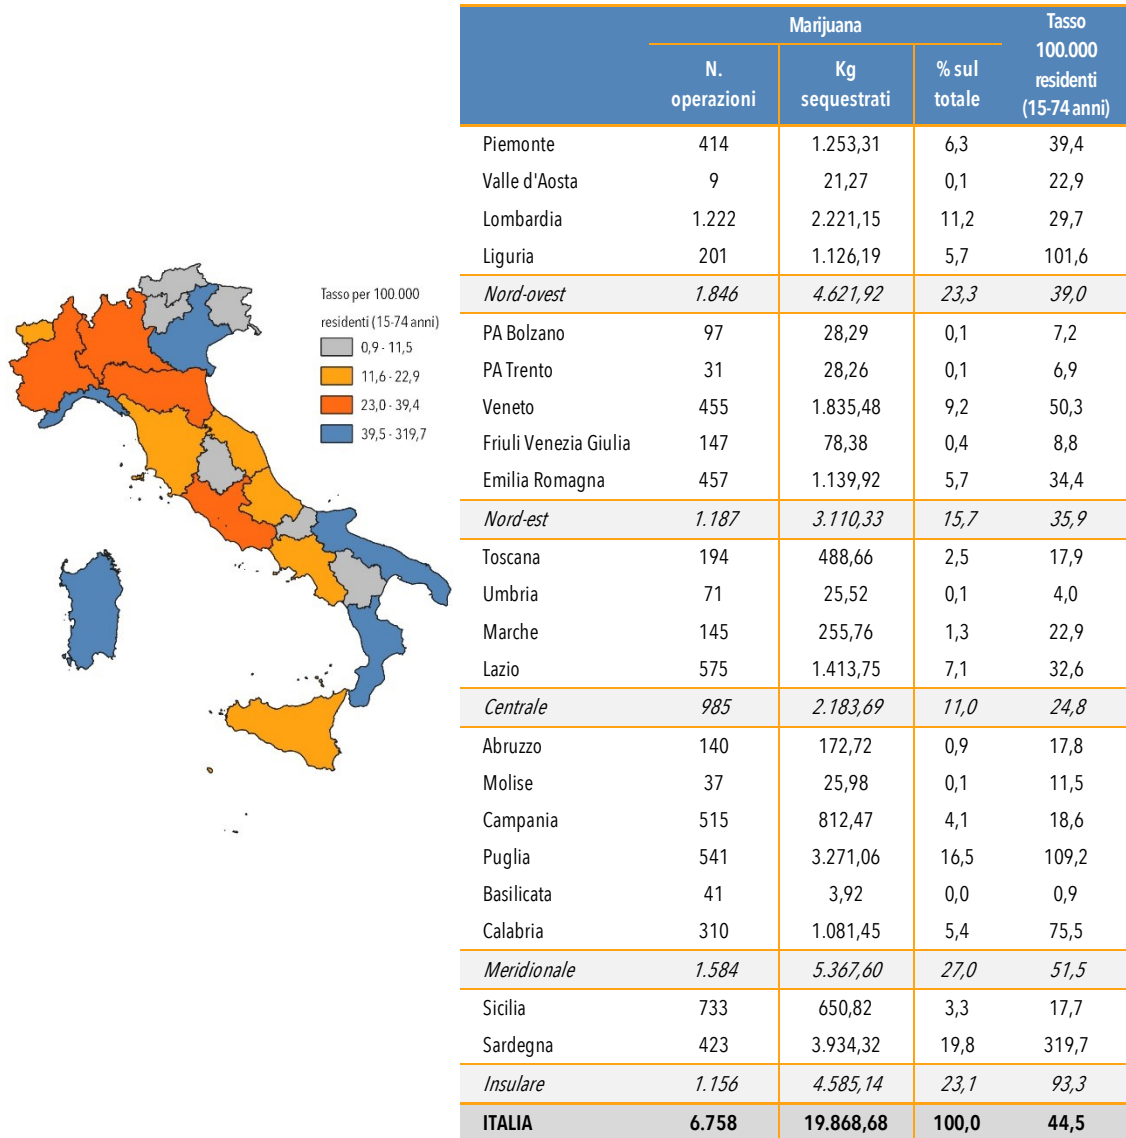 Tasso per 100.000
residenti (15-74 anni)
0,9 - 11,5
11,6 - 22,9
23,0 - 39,4
39,5 - 319,7
Marijuana
Tasso
100.000
residenti
(15-74 anni)
N.
operazioni
Kg
sequestrati
% sul
totale
Piemonte 414 1.253,31 6,3 39,4
Valle d'Aosta 9 21,27 0,1 22,9
Lombardia 1.222 2.221,15 11,2 29,7
Liguria 201 1.126,19 5,7 101,6
Nord-ovest 1.846 4.621,92 23,3 39,0
PA Bolzano 97 28,29 0,1 7,2
PA Trento 31 28,26 0,1 6,9
Veneto 455 1.835,48 9,2 50,3
Friuli Venezia Giulia 147 78,38 0,4 8,8
Emilia Romagna 457 1.139,92 5,7 34,4
Nord-est 1.187 3.110,33 15,7 35,9
Toscana 194 488,66 2,5 17,9
Umbria 71 25,52 0,1 4,0
Marche 145 255,76 1,3 22,9
Lazio 575 1.413,75 7,1 32,6
Centrale 985 2.183,69 11,0 24,8
Abruzzo 140 172,72 0,9 17,8
Molise 37 25,98 0,1 11,5
Campania 515 812,47 4,1 18,6
Puglia 541 3.271,06 16,5 109,2
Basilicata 41 3,92 0,0 0,9
Calabria 310 1.081,45 5,4 75,5
Meridionale 1.584 5.367,60 27,0 51,5
Sicilia 733 650,82 3,3 17,7
Sardegna 423 3.934,32 19,8 319,7
Insulare 1.156 4.585,14 23,1 93,3
ITALIA 6.758 19.868,68 100,0 44,5